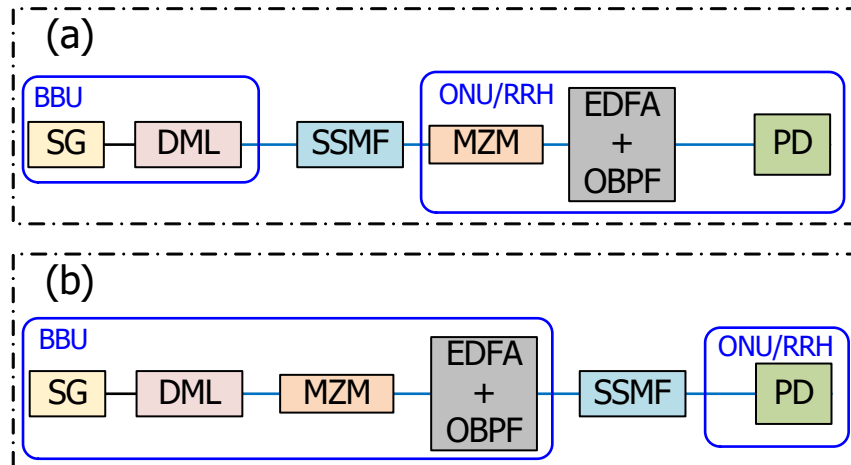 (a)
BBU
ONU/RRH
SG
DML
SSMF
MZM
EDFA
+
OBPF
PD
(b)
BBU
ONU/RRH
SG
DML
MZM
EDFA
+
OBPF
SSMF
PD